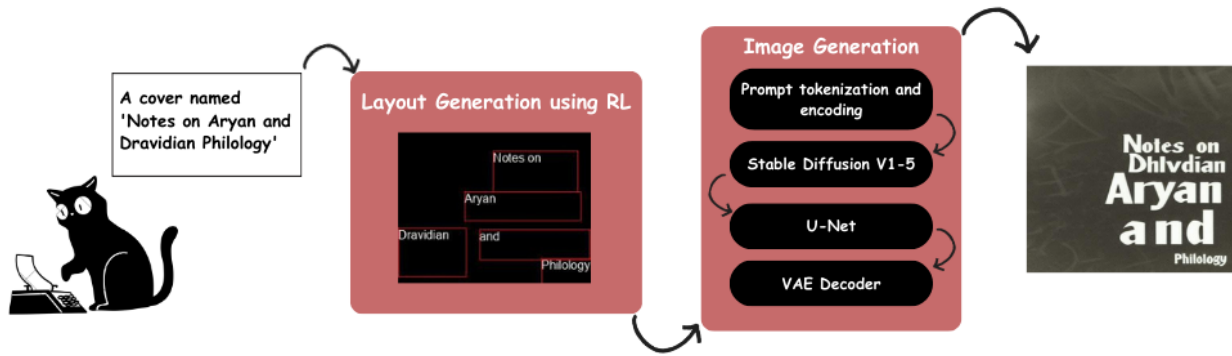 A cover named
'Notes on Aryan and
Dravidian Philology'
Layout Generation using RL
Notes on
Aryan
Dravidian
and
Philology
Image Generation
Prompt tokenization and
encoding
Stable Diffusion V1-5
U-Net
VAE Decoder
Noles on
Dhlvdian
Aryan
and
Philology